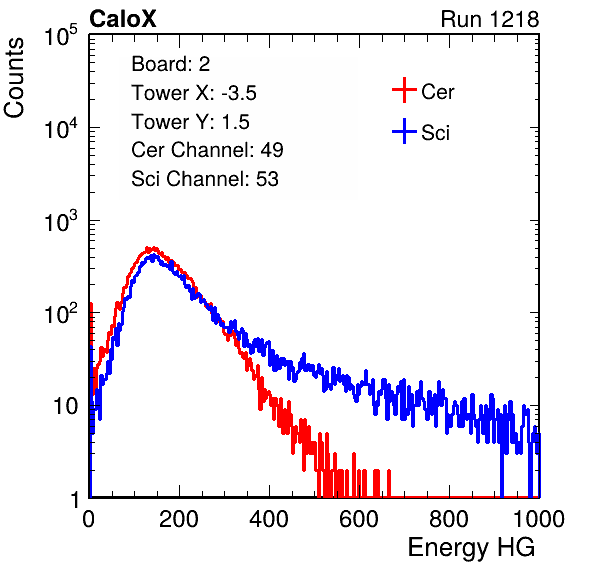 CaloX Run 1218
Counts
Board: 2
Tower X: -3.5
Tower Y: 1.5
Cer Channel: 49
Sci Channel: 53
Cer
Sci
10^5
10^4
10^3
10^2
10
1
0 200 400 600 800 1000
Energy HG